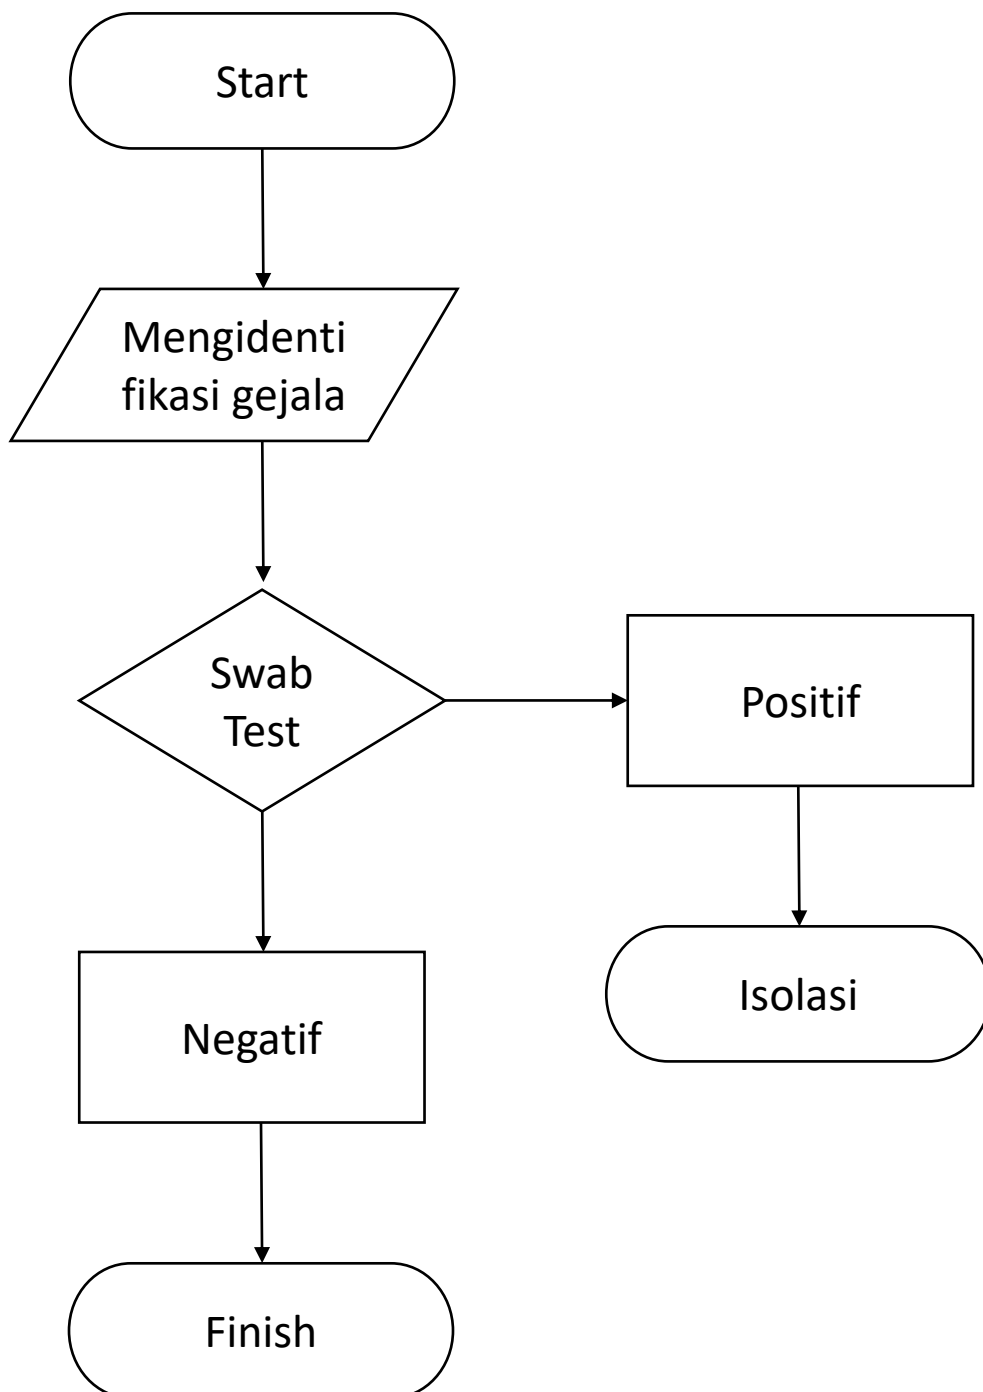 Start
Mengidenti
fikasi gejala
Swab
Test
Positif
Negatif
Isolasi
Finish